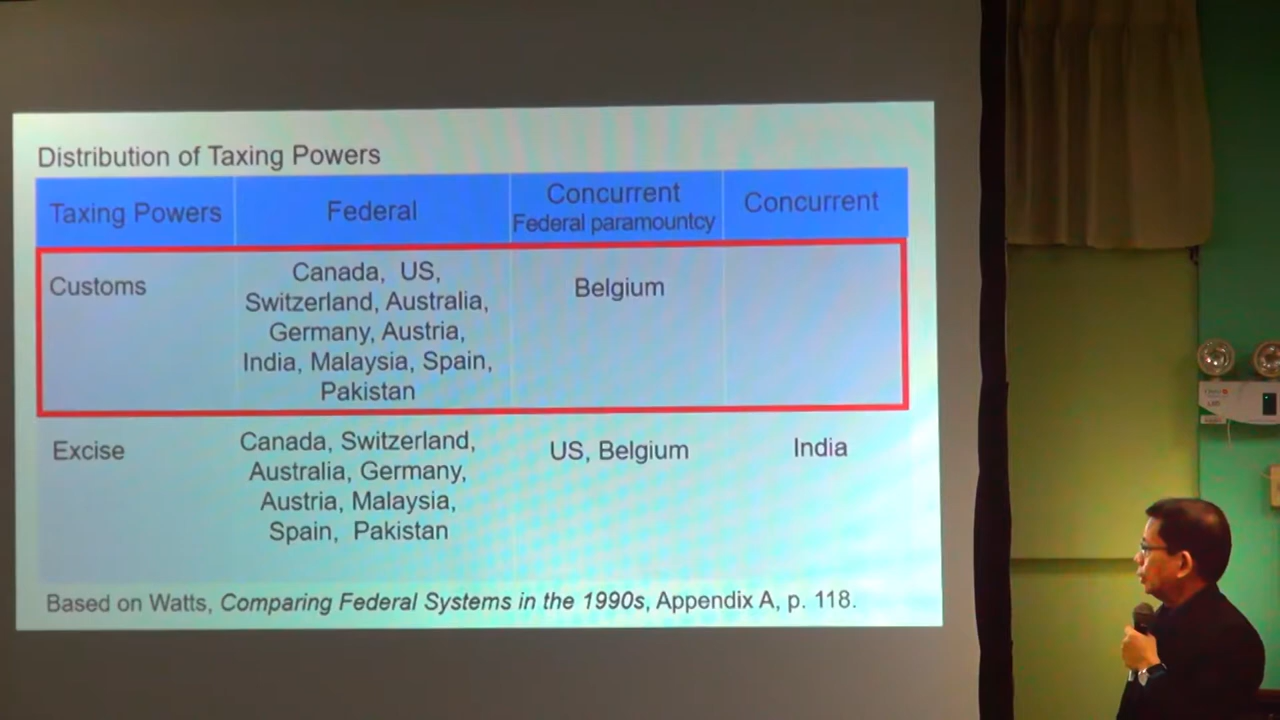 Distribution of Taxing Powers
Taxing Powers
Federal
Concurrent
Federal paramountcy
Concurrent
Customs
Canada, US,
Switzerland, Australia,
Germany, Austria,
India, Malaysia, Spain,
Pakistan
Belgium
Excise
Canada, Switzerland,
Australia, Germany,
Austria, Malaysia,
Spain, Pakistan
US, Belgium
India
Based on Watts, Comparing Federal Systems in the 1990s, Appendix A, p. 118.